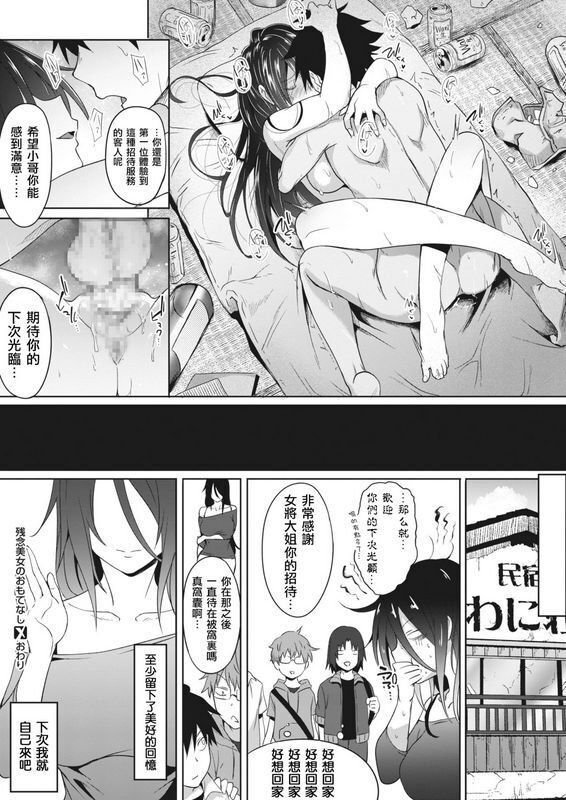 …你還是
第一位體驗到
這種招待服務
的客人呢
希望小哥你能
感到滿意……
期待你的
下次光臨…
民宿
わにわ
…那么就…
歡迎
你們的下次光顧…
非常感謝
女將大姐你的招待…
好想回家
好想回家
好想回家
好想回家
你在那之後
一直待在被窩裏嗎
真窩囊啊…
至少留下了美好的回憶
下次我就
自己來吧
残念美女のおもてなし
おわり